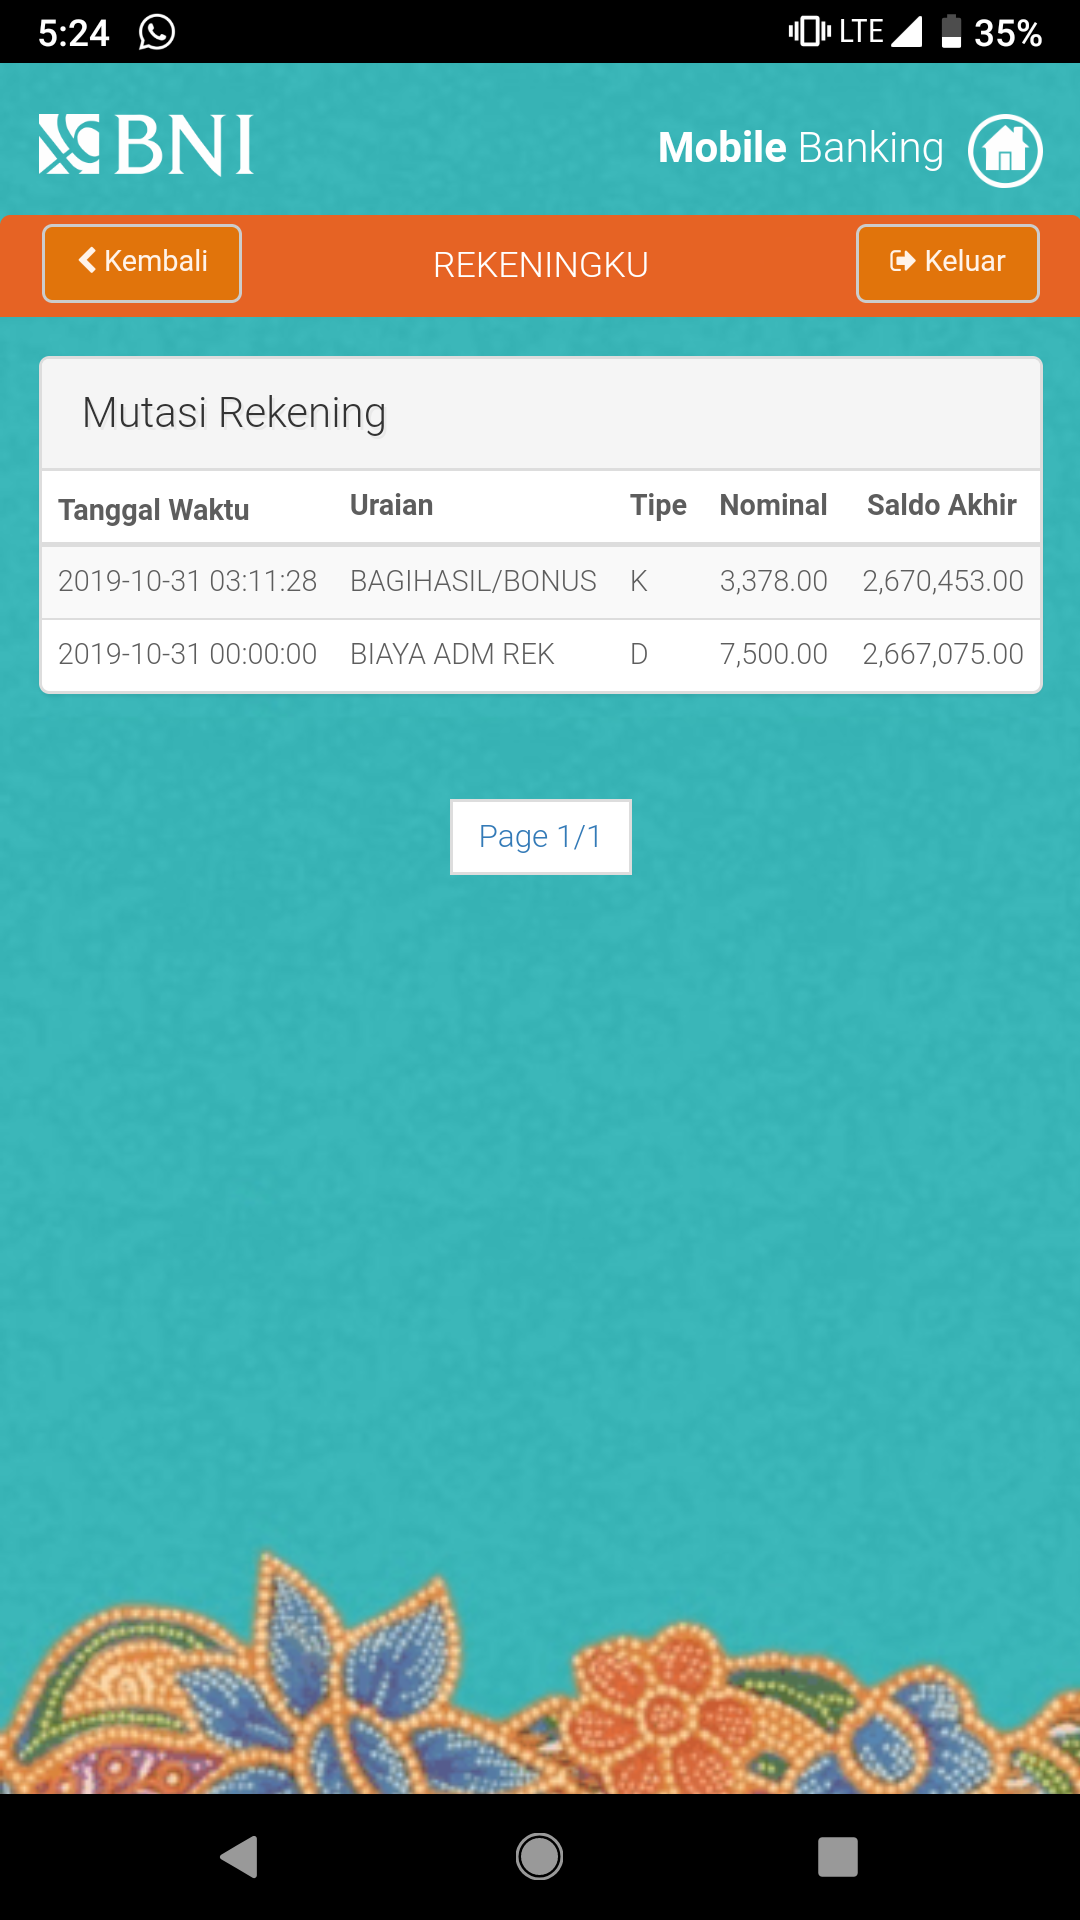 5:24 LTE 35%
BNI Mobile Banking
Kembali REKENINGKU Keluar
Mutasi Rekening
Tanggal Waktu Uraian Tipe Nominal Saldo Akhir
2019-10-31 03:11:28 BAGIHASIL/BONUS K 3,378.00 2,670,453.00
2019-10-31 00:00:00 BIAYA ADM REK D 7,500.00 2,667,075.00
Page 1/1